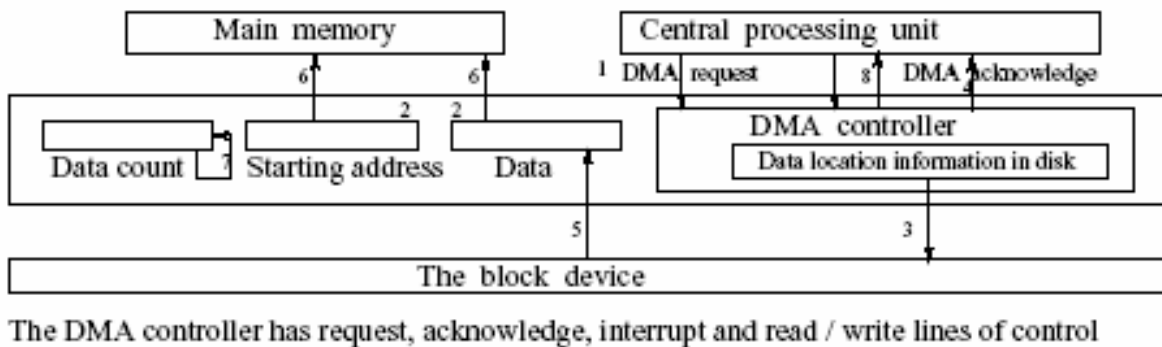 Main memory
Central processing unit
6
6
1
DMA request
8
DMA acknowledge
4
2
2
DMA controller
7
Data count
Starting address
Data
Data location information in disk
5
3
The block device
The DMA controller has request, acknowledge, interrupt and read / write lines of control